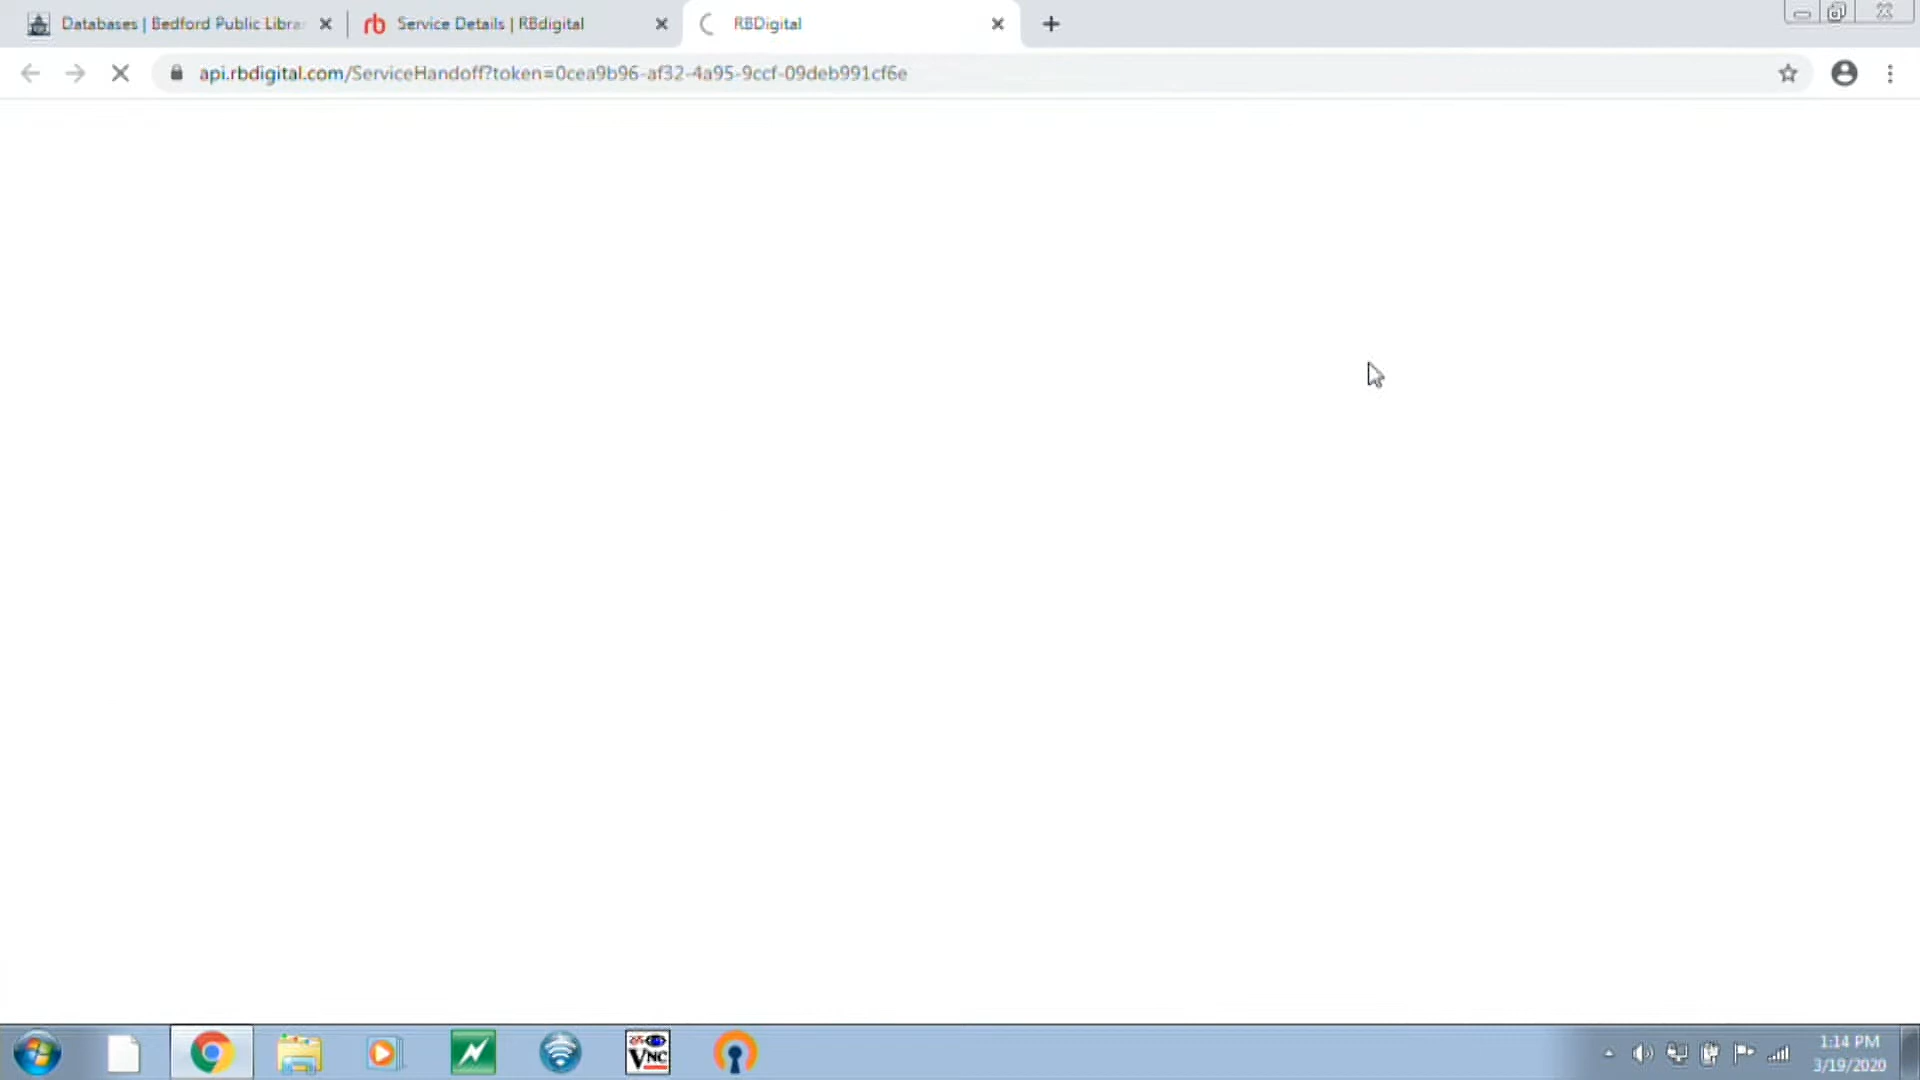 Databases | Bedford Public Libra
rb Service Details | RBdigital
RBDigital
api.rbdigital.com/ServiceHandoff?token=0cea9b96-af32-4a95-9ccf-09deb991cf6e
VNC
1:14 PM
3/19/2020